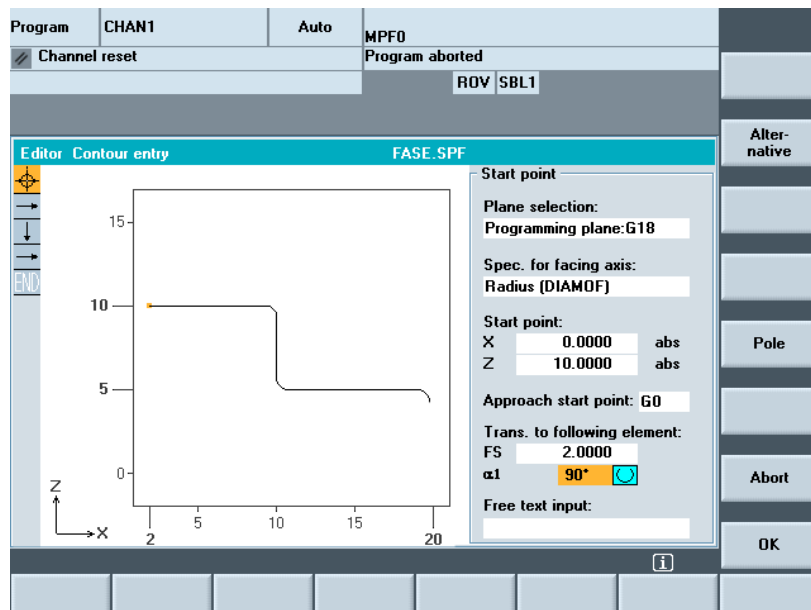 Program CHAN1 Auto MPF0
Channel reset Program aborted
ROV SBL1
Alter-
native
Editor Contour entry FASE.SPF
Start point
Plane selection:
Programming plane:G18
Spec. for facing axis:
Radius (DIAMOF)
Start point:
X 0.0000 abs
Z 10.0000 abs
Approach start point: G0
Trans. to following element:
FS 2.0000
α1 90°
Free text input:
END
15
10
5
0
Z
X
2 5 10 15 20
Pole
Abort
OK
i